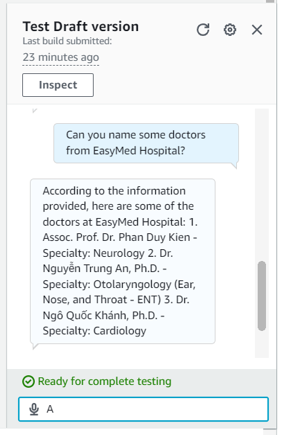 Test Draft version
Last build submitted:
23 minutes ago
Inspect
Can you name some doctors
from EasyMed Hospital?
According to the information
provided, here are some of the
doctors at EasyMed Hospital: 1.
Assoc. Prof. Dr. Phan Duy Kien -
Specialty: Neurology 2. Dr.
Nguyễn Trung An, Ph.D. -
Specialty: Otolaryngology (Ear,
Nose, and Throat - ENT) 3. Dr.
Ngô Quốc Khánh, Ph.D. -
Specialty: Cardiology
Ready for complete testing
A